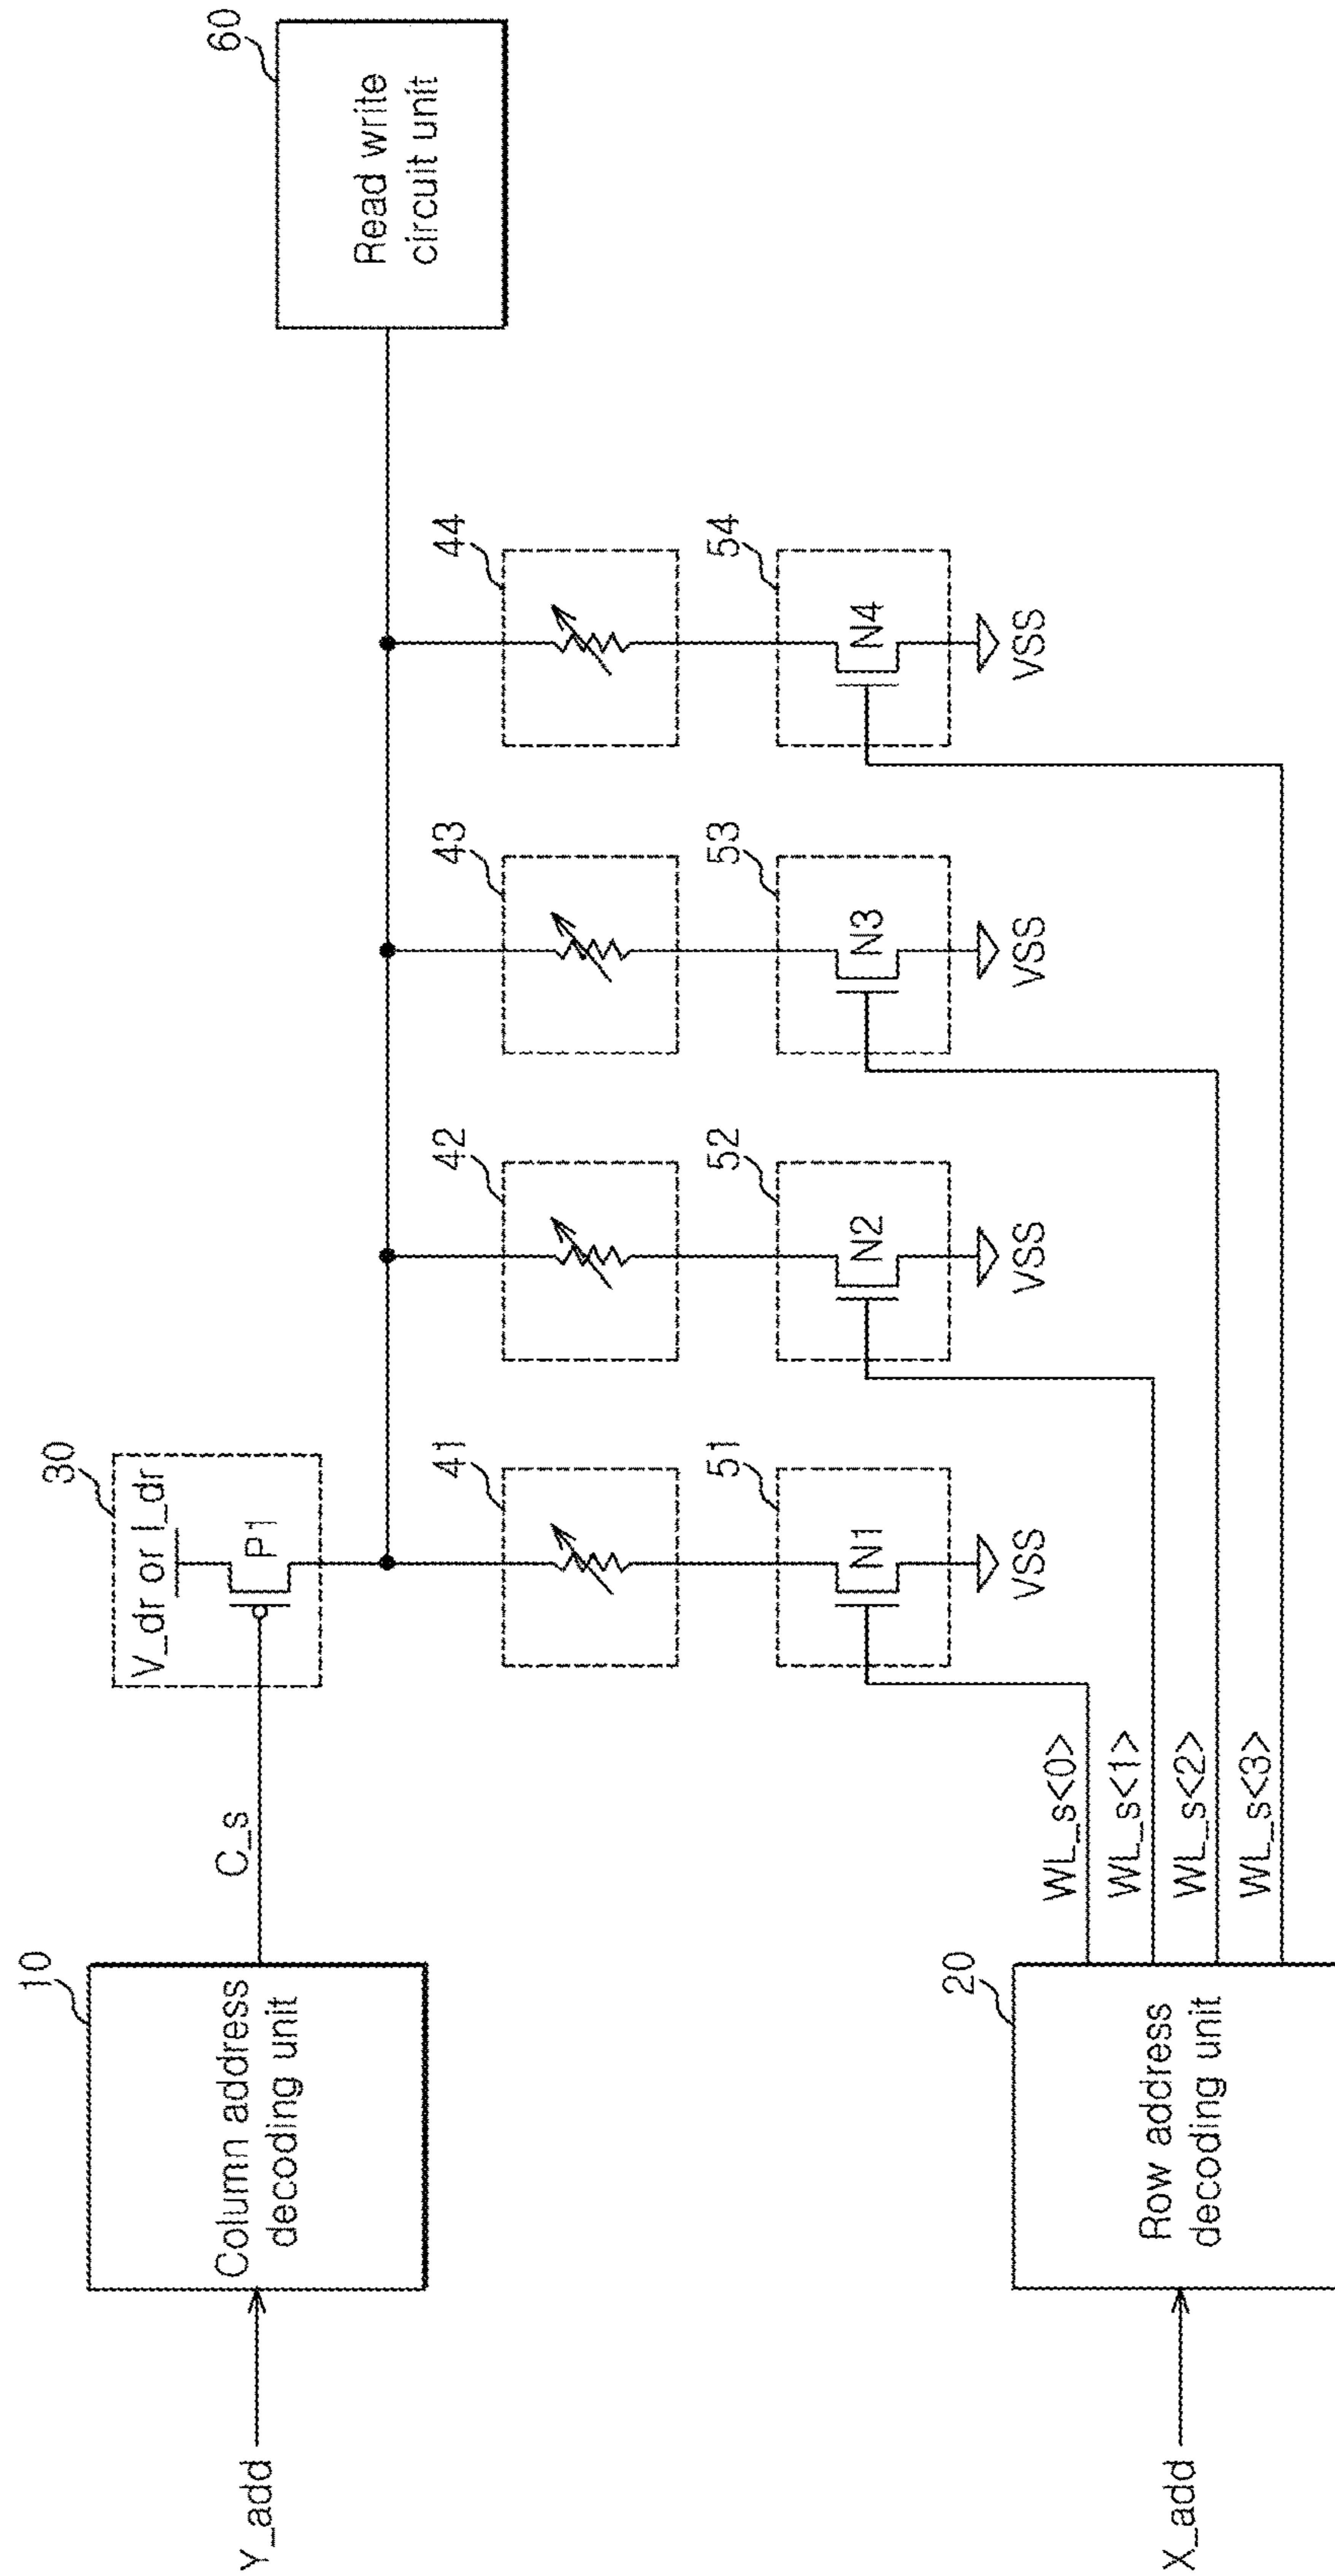 60
Read write
circuit unit
30
V_dr or I_dr
P1
10
Column address
decoding unit
Y_add
C_s
41
42
43
44
51
N1
VSS
52
N2
VSS
53
N3
VSS
54
N4
VSS
20
Row address
decoding unit
X_add
WL_s<0>
WL_s<1>
WL_s<2>
WL_s<3>